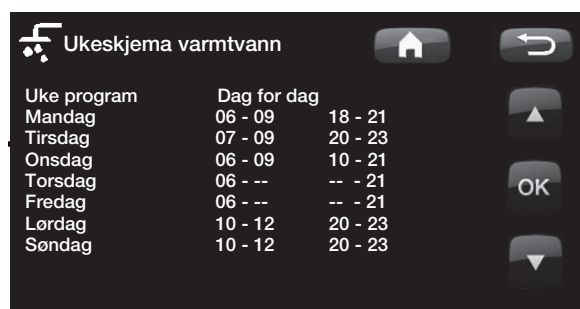 Ukeskjema varmtvann
Uke program Dag for dag
Mandag 06 - 09 18 - 21
Tirsdag 07 - 09 20 - 23
Onsdag 06 - 09 10 - 21
Torsdag 06 - -- -- - 21
Fredag 06 - -- -- - 21
Lørdag 10 - 12 20 - 23
Søndag 10 - 12 20 - 23
OK